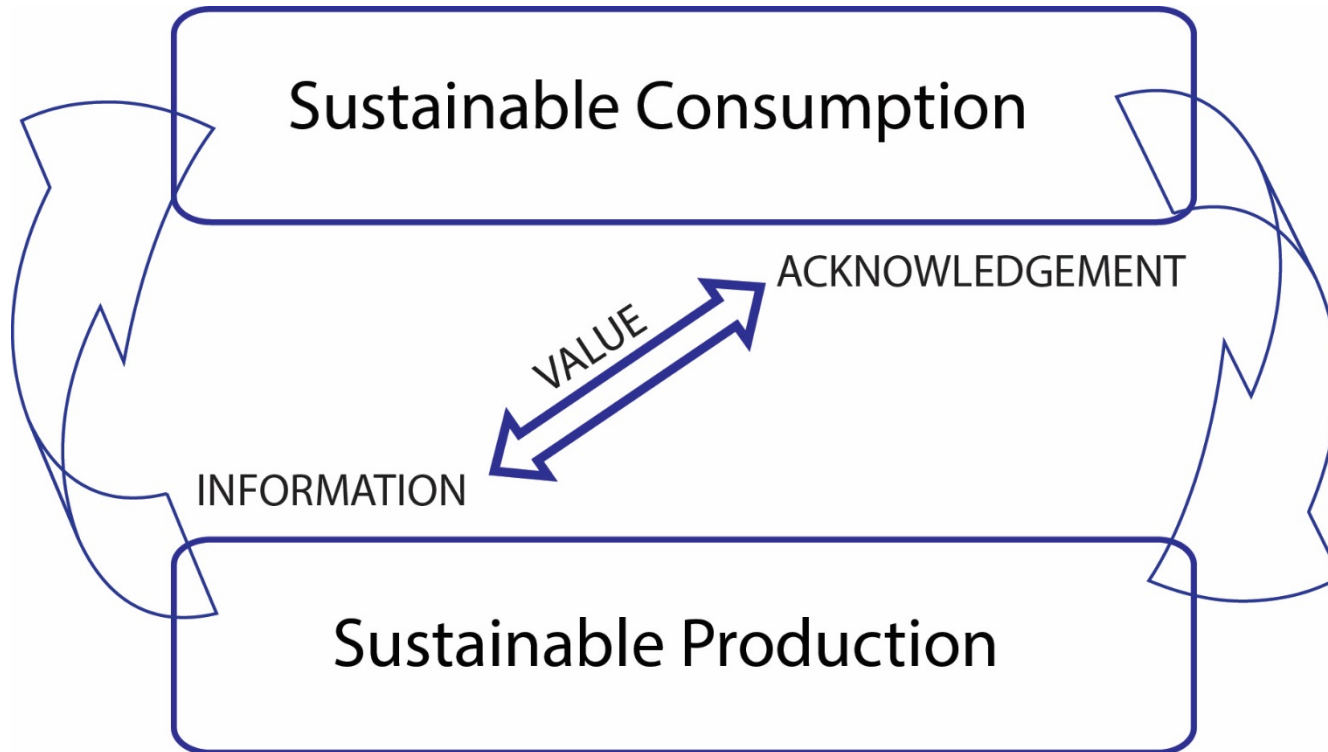 Sustainable Consumption
ACKNOWLEDGEMENT
VALUE
INFORMATION
Sustainable Production